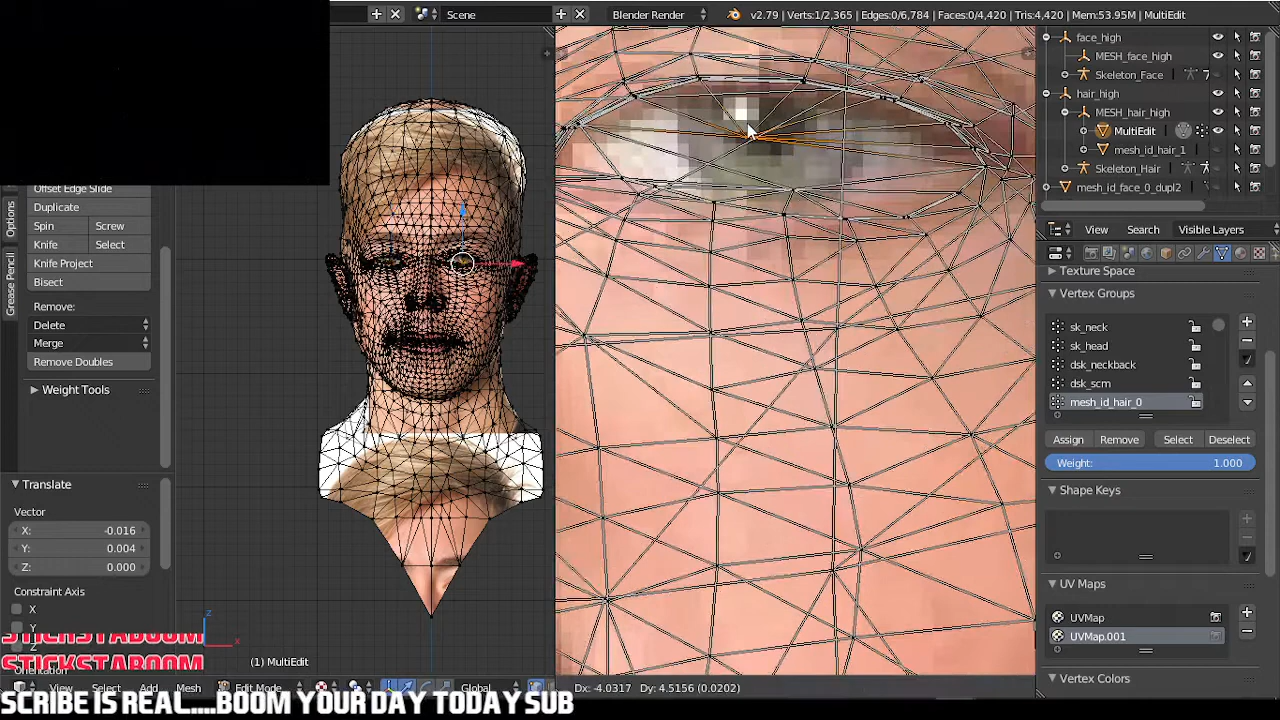 Scene
Blender Render
v2.79 | Verts:1/2,365 | Edges:0/6,784 | Faces:0/4,420 | Tris:4,420 | Mem:53.95M | MultiEdit
face_high
MESH_face_high
Skeleton_Face
hair_high
MESH_hair_high
MultiEdit
mesh_id_hair_1
Skeleton_Hair
mesh_id_face_0_dupl2
View Search Visible Layers
Options
Grease Pencil
Offset Edge Slide
Duplicate
Spin Screw
Knife Select
Knife Project
Bisect
Remove:
Delete
Merge
Remove Doubles
Weight Tools
Translate
Vector
X: -0.016
Y: 0.004
Z: 0.000
Constraint Axis
X
Y
Z
Orientation
Texture Space
Vertex Groups
sk_neck
sk_head
dsk_neckback
dsk_scm
mesh_id_hair_0
Assign Remove Select Deselect
Weight: 1.000
Shape Keys
UV Maps
UVMap
UVMap.001
Vertex Colors
z
x
(1) MultiEdit
View Select Add Mesh Edit Mode Global
Dx: -4.0317 Dy: 4.5156 (0.0202)
STICKSTABOOM
STICKSTABOOM
SCRIBE IS REAL....BOOM YOUR DAY TODAY SUB